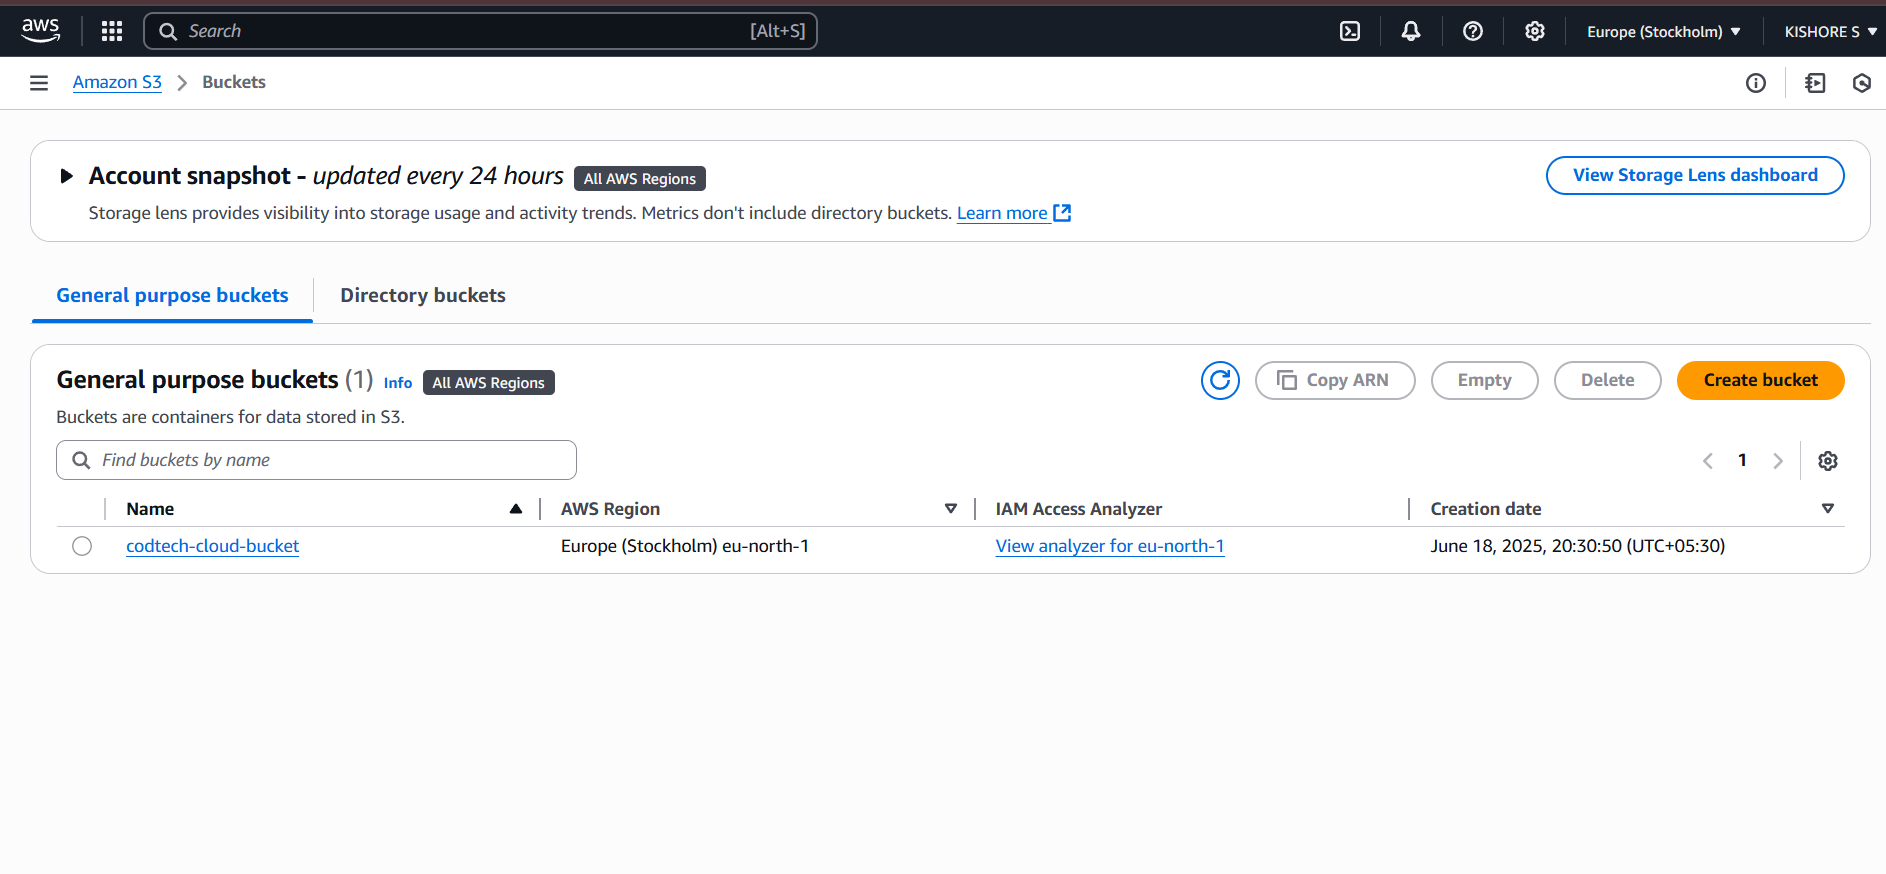 aws
Search [Alt+S]
Europe (Stockholm)
KISHORE S
Amazon S3 Buckets
Account snapshot - updated every 24 hours All AWS Regions
View Storage Lens dashboard
Storage lens provides visibility into storage usage and activity trends. Metrics don't include directory buckets. Learn more
General purpose buckets
Directory buckets
General purpose buckets (1) Info All AWS Regions
Copy ARN
Empty
Delete
Create bucket
Buckets are containers for data stored in S3.
Find buckets by name
1
Name AWS Region IAM Access Analyzer Creation date
codtech-cloud-bucket Europe (Stockholm) eu-north-1 View analyzer for eu-north-1 June 18, 2025, 20:30:50 (UTC+05:30)